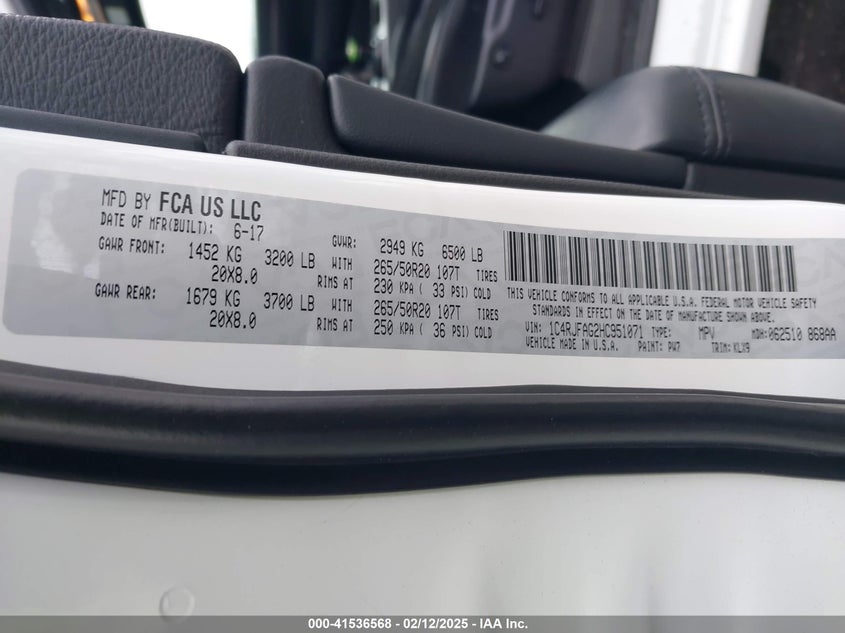 MFD BY FCA US LLC
DATE OF MFR(BUILT): 6-17
GVWR: 2949 KG 6500 LB
GAWR FRONT: 1452 KG 3200 LB WITH 265/50R20 107T TIRES
20X8.0 RIMS AT 230 KPA ( 33 PSI) COLD
GAWR REAR: 1679 KG 3700 LB WITH 265/50R20 107T TIRES
20X8.0 RIMS AT 250 KPA ( 36 PSI) COLD
THIS VEHICLE CONFORMS TO ALL APPLICABLE U.S.A. FEDERAL MOTOR VEHICLE SAFETY
STANDARDS IN EFFECT ON THE DATE OF MANUFACTURE SHOWN ABOVE
VIN: 1C4RJFAG2HC951071 TYPE: MPV MDH:062510 868AA
VEHICLE MADE IN U.S.A. PAINT: PW7 TRIM: KLX9
000-41536568 - 02/12/2025 - IAA Inc.